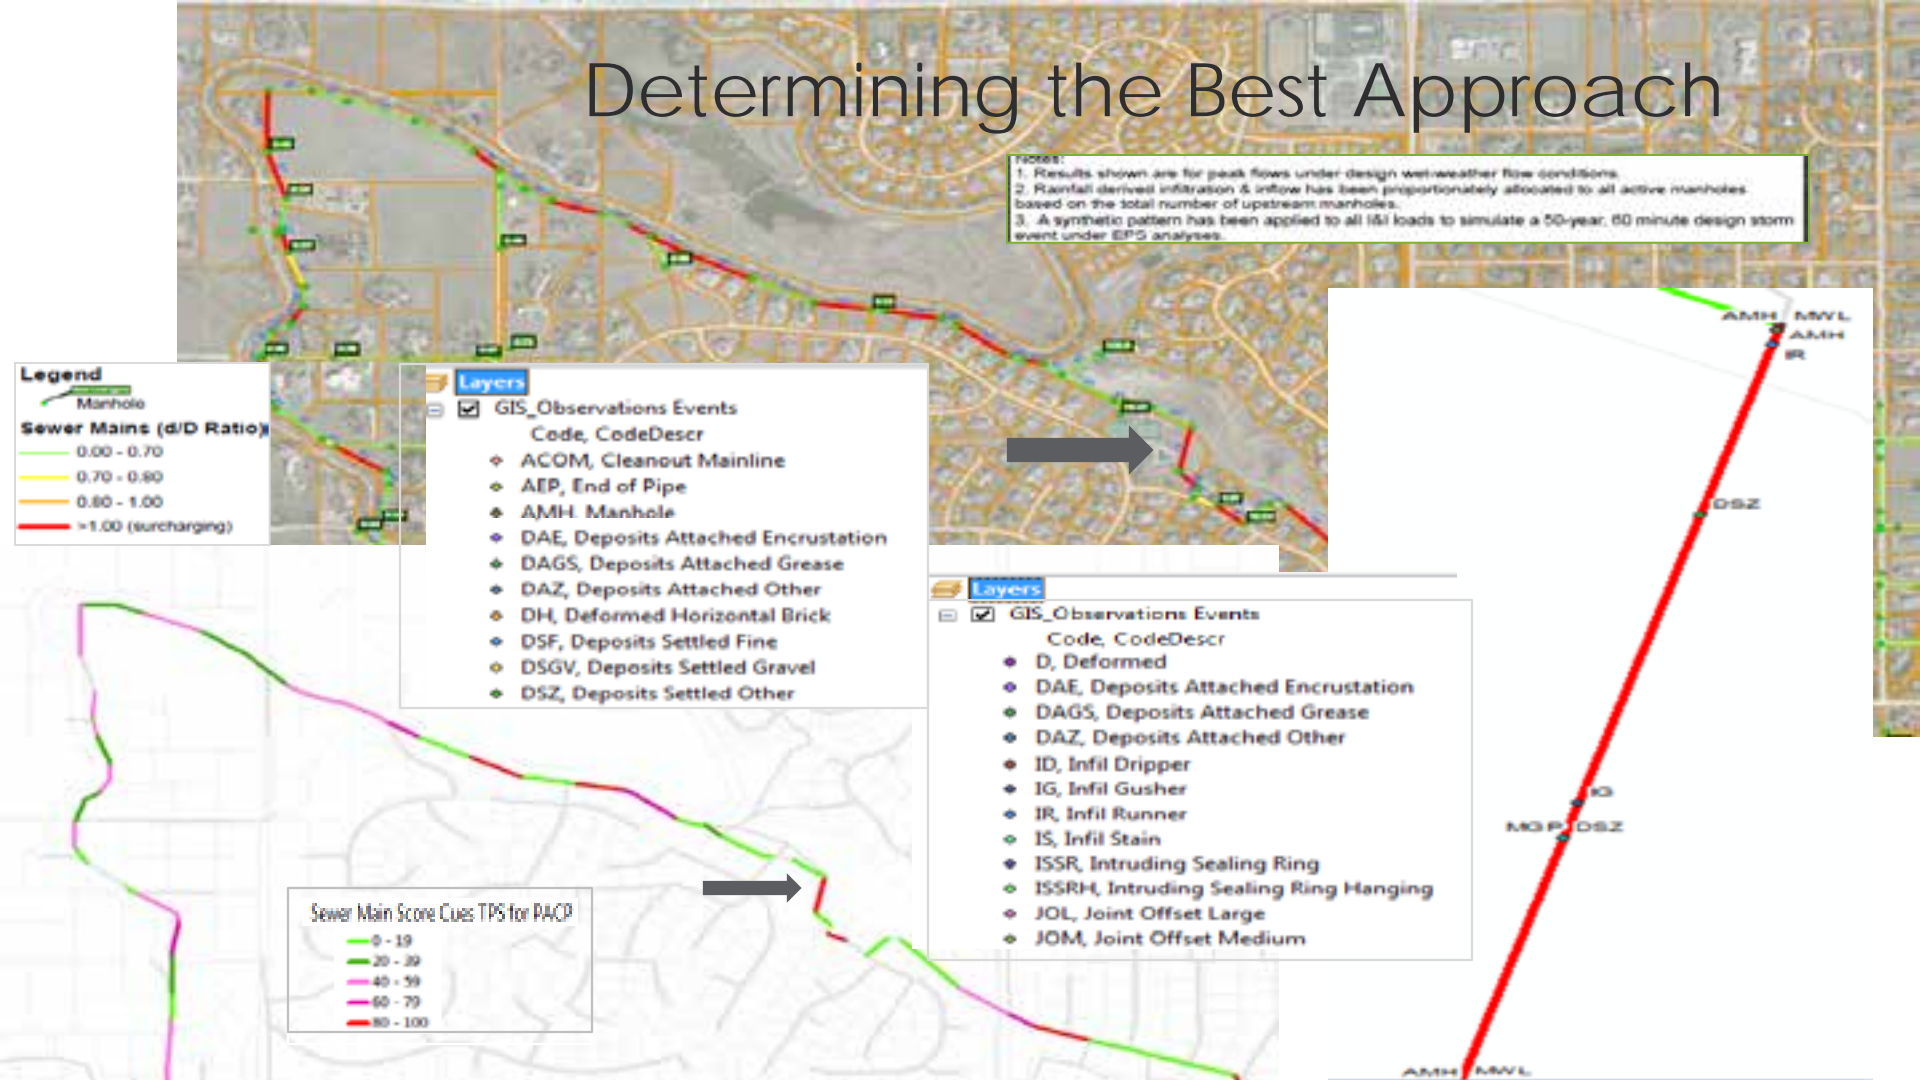 Determining the Best Approach
Notes:
1. Results shown are for peak flows under design wet-weather flow conditions.
2. Rainfall derived infiltration & inflow has been proportionately allocated to all active manholes
based on the total number of upstream manholes.
3. A synthetic pattern has been applied to all I&I loads to simulate a 50-year, 60 minute design storm
event under EPS analyses.
Legend
Manhole
Sewer Mains (d/D Ratio)
0.00 - 0.70
0.70 - 0.80
0.80 - 1.00
>1.00 (surcharging)
Layers
GIS_Observations Events
Code, CodeDescr
ACOM, Cleanout Mainline
AEP, End of Pipe
AMH, Manhole
DAE, Deposits Attached Encrustation
DAGS, Deposits Attached Grease
DAZ, Deposits Attached Other
DH, Deformed Horizontal Brick
DSF, Deposits Settled Fine
DSGV, Deposits Settled Gravel
DSZ, Deposits Settled Other
Layers
GIS_Observations Events
Code, CodeDescr
D, Deformed
DAE, Deposits Attached Encrustation
DAGS, Deposits Attached Grease
DAZ, Deposits Attached Other
ID, Infil Dripper
IG, Infil Gusher
IR, Infil Runner
IS, Infil Stain
ISSR, Intruding Sealing Ring
ISSRH, Intruding Sealing Ring Hanging
JOL, Joint Offset Large
JOM, Joint Offset Medium
Sewer Main Score Cues TPS for PACP
0 - 19
20 - 39
40 - 59
60 - 79
80 - 100
AMH MWL
AMH
IR
DSZ
IG
MGP DSZ
AMH MWL